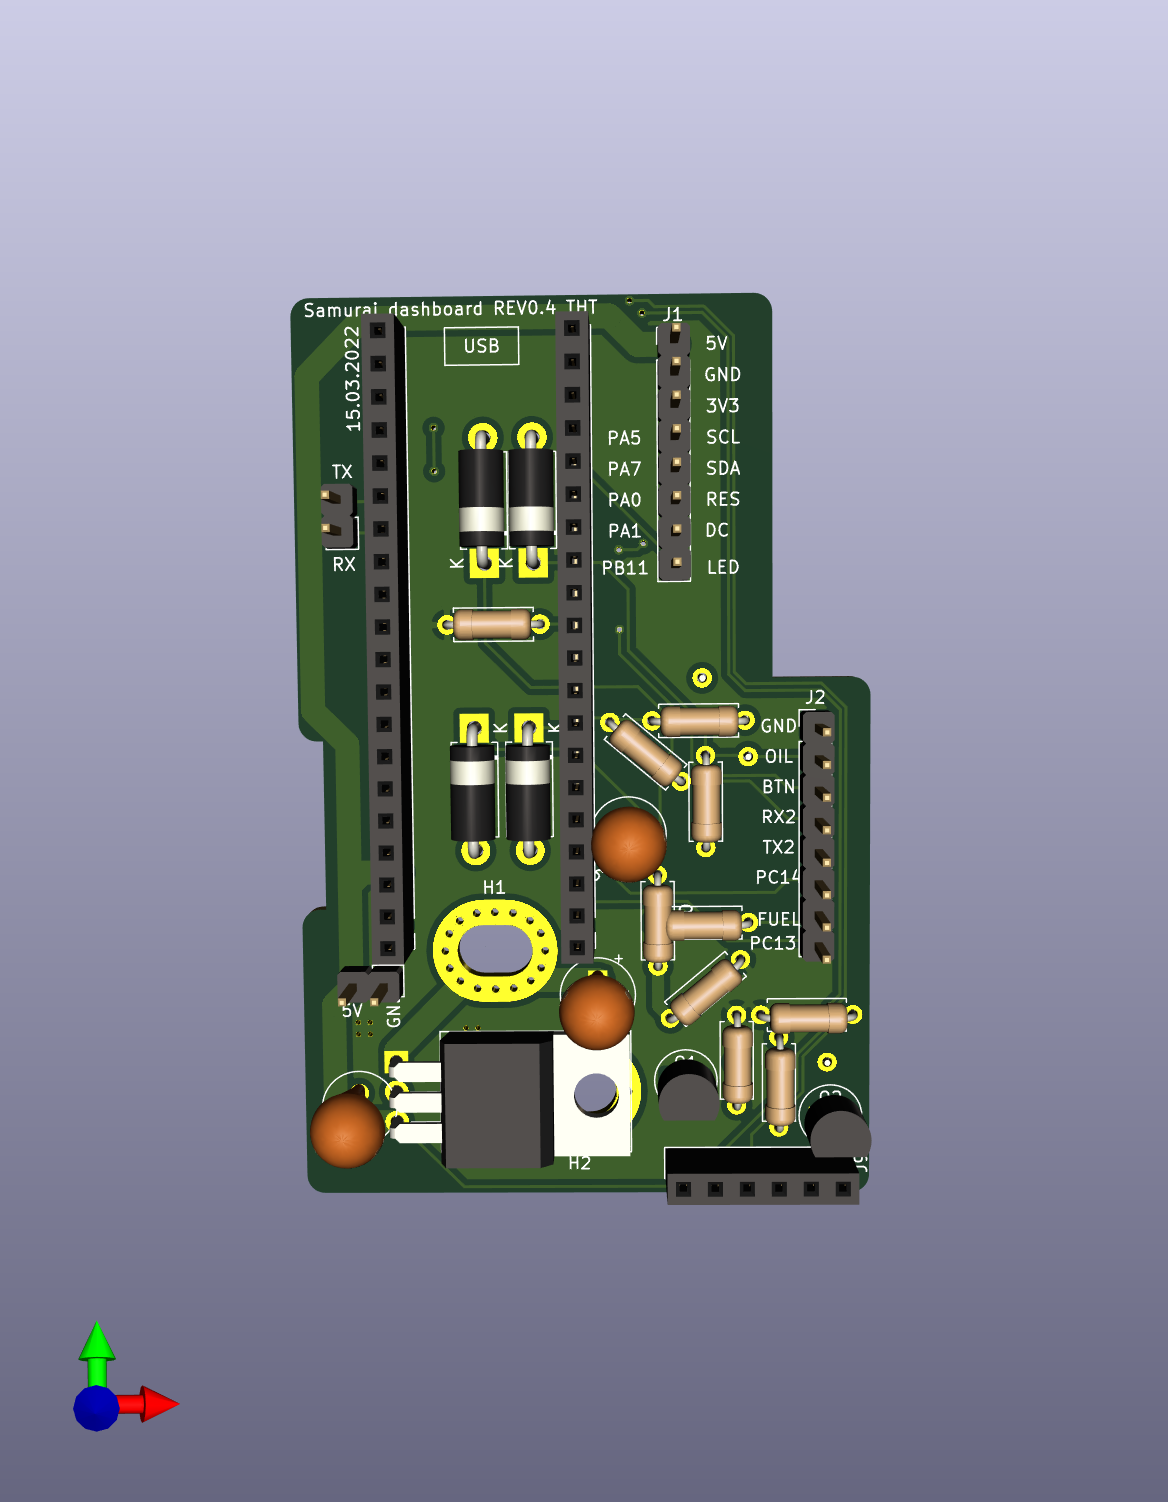 Samurai dashboard REV0.4 THT
15.03.2022
USB
J1
5V
GND
3V3
PA5 SCL
PA7 SDA
PA0 RES
PA1 DC
PB11 LED
TX
RX
K K
K K
J2
GND
OIL
BTN
RX2
TX2
PC14
FUEL
PC13
H1
+
5V
H2